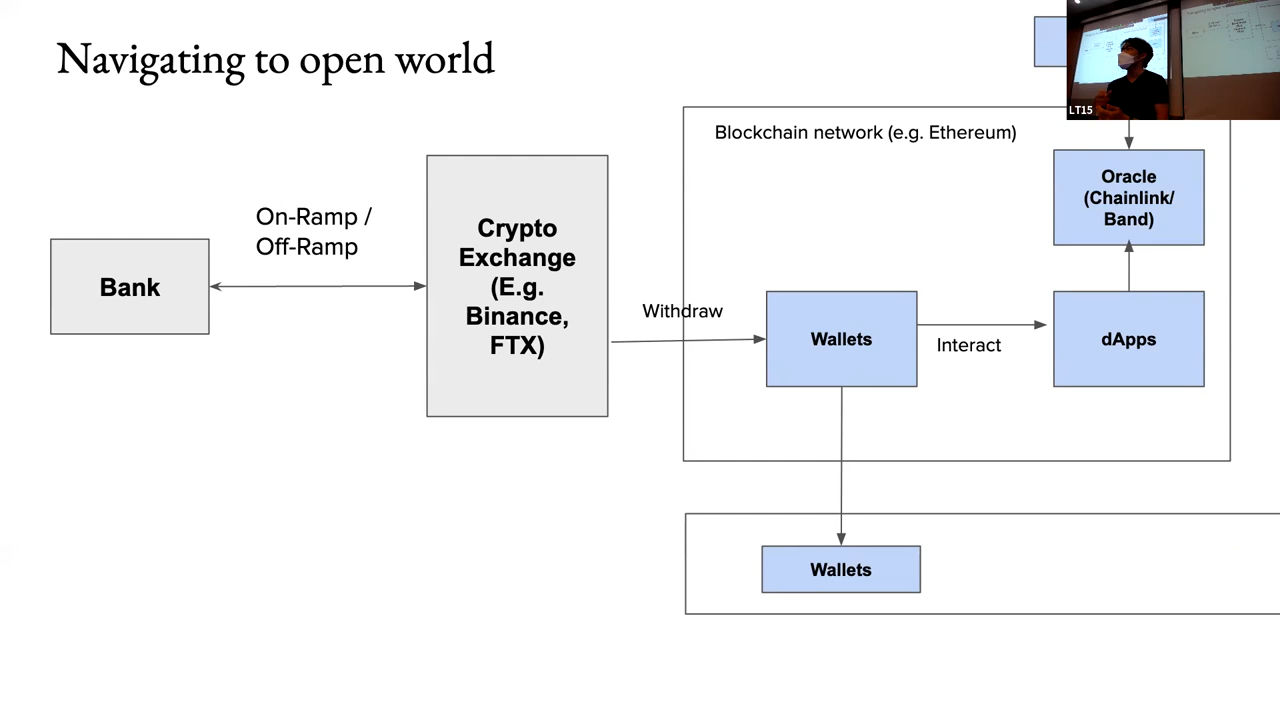 Navigating to open world
LT15
Blockchain network (e.g. Ethereum)
Oracle
(Chainlink/
Band)
On-Ramp /
Off-Ramp
Crypto
Exchange
(E.g.
Binance,
FTX)
Bank
Withdraw
Wallets
Interact
dApps
Wallets